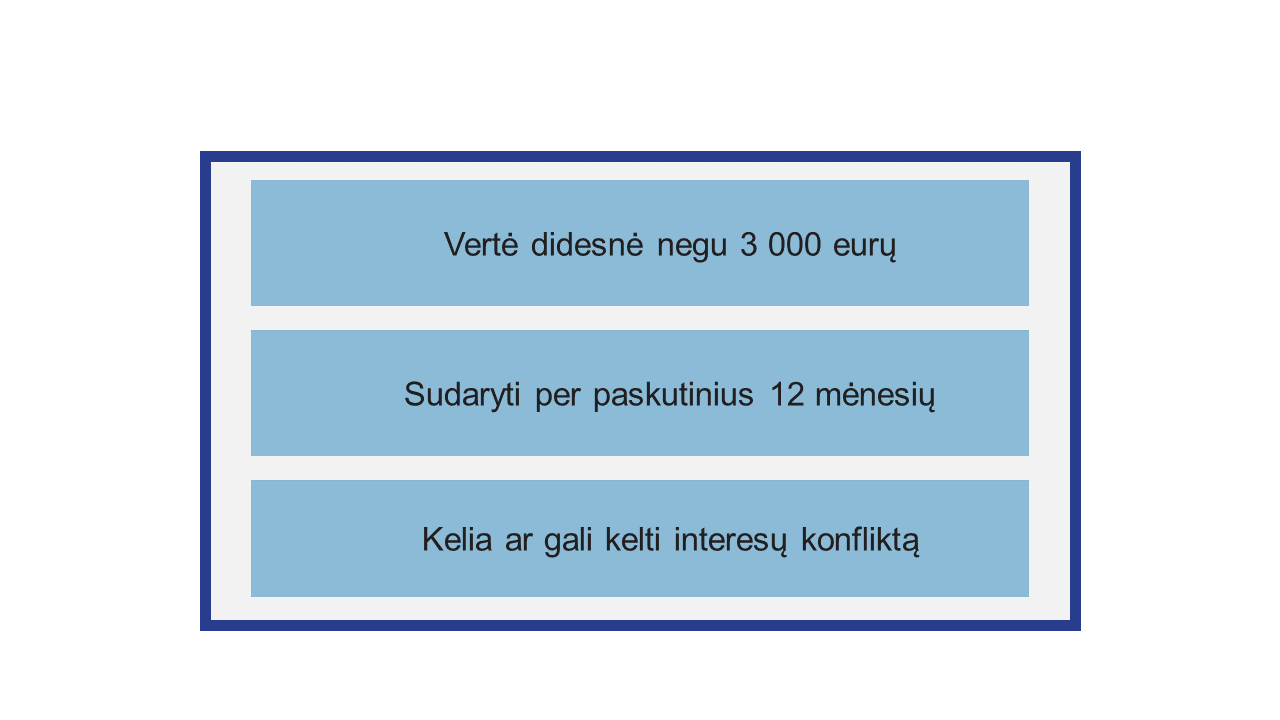 Vertė didesnė negu 3 000 eurų
Sudaryti per paskutinius 12 mėnesių
Kelia ar gali kelti interesų konfliktą